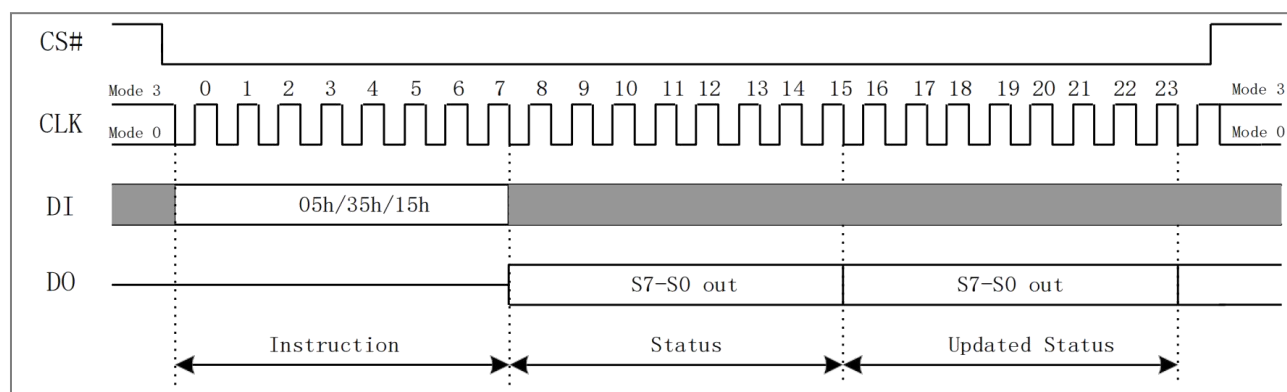 CS#
Mode 3 0 1 2 3 4 5 6 7 8 9 10 11 12 13 14 15 16 17 18 19 20 21 22 23 Mode 3
CLK
Mode 0 Mode 0
DI 05h/35h/15h
DO S7-S0 out S7-S0 out
Instruction Status Updated Status